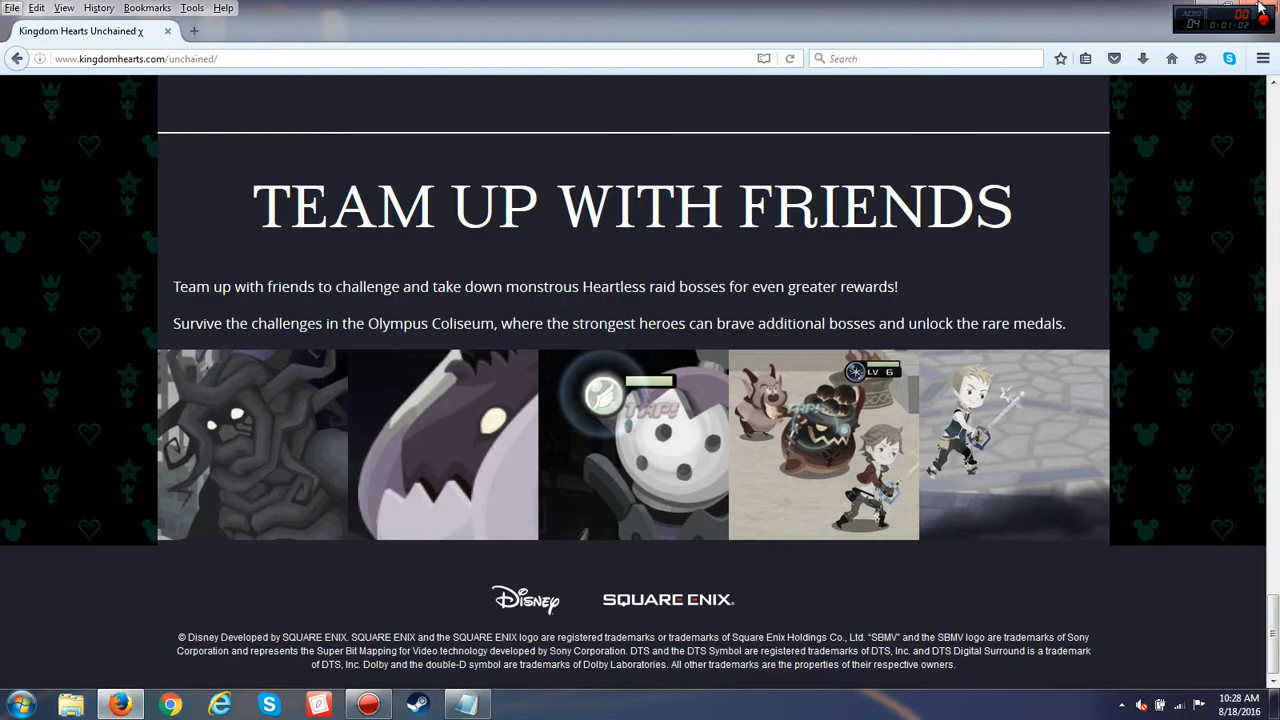 File Edit View History Bookmarks Tools Help
AERO 04 00 0:01:02
Kingdom Hearts Unchained χ
www.kingdomhearts.com/unchained/
Search
TEAM UP WITH FRIENDS
Team up with friends to challenge and take down monstrous Heartless raid bosses for even greater rewards!
Survive the challenges in the Olympus Coliseum, where the strongest heroes can brave additional bosses and unlock the rare medals.
LV 6
TAP!
Disney SQUARE ENIX.
© Disney Developed by SQUARE ENIX. SQUARE ENIX and the SQUARE ENIX logo are registered trademarks or trademarks of Square Enix Holdings Co., Ltd. “SBMV” and the SBMV logo are trademarks of Sony
Corporation and represents the Super Bit Mapping for Video technology developed by Sony Corporation. DTS and the DTS Symbol are registered trademarks of DTS, Inc. and DTS Digital Surround is a trademark
of DTS, Inc. Dolby and the double-D symbol are trademarks of Dolby Laboratories. All other trademarks are the properties of their respective owners.
10:28 AM
8/18/2016